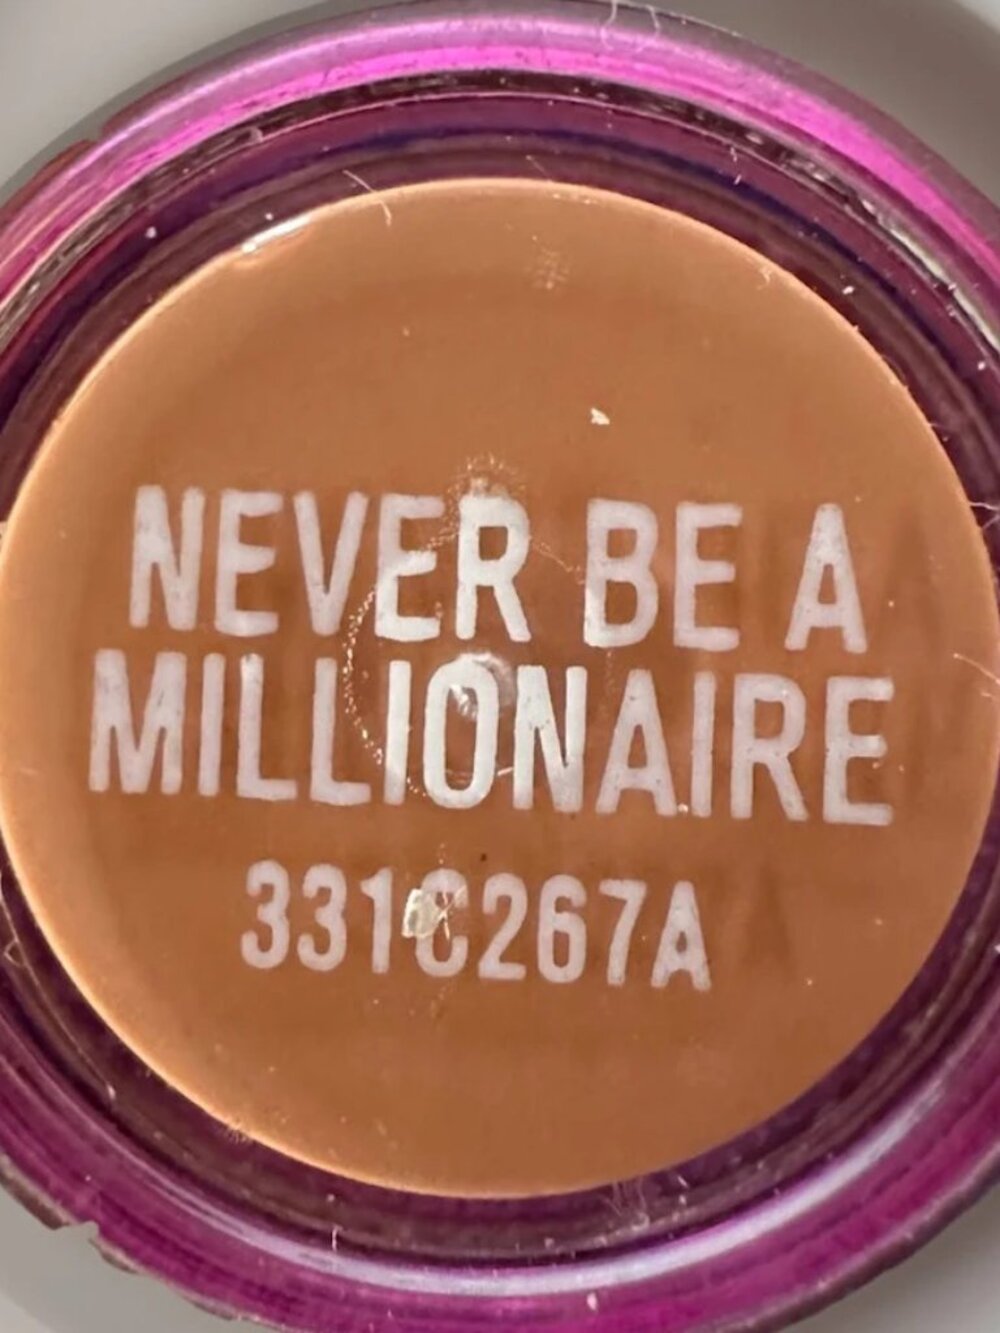 NEVER BE A
MILLIONAIRE
331C267A